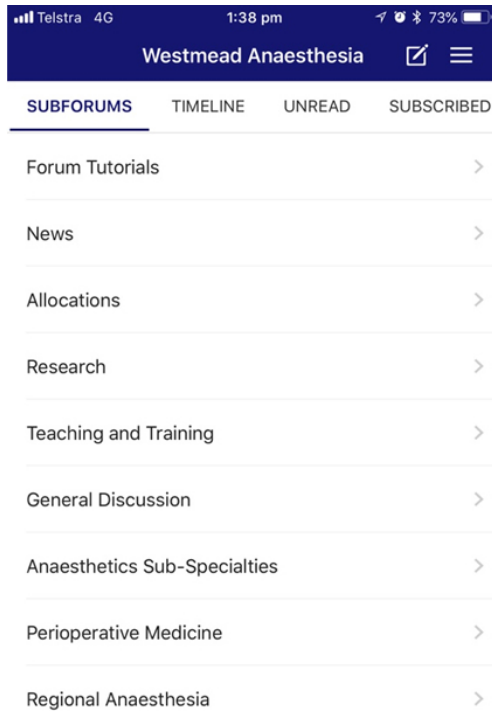 Telstra 4G 1:38 pm 73%
Westmead Anaesthesia
SUBFORUMS TIMELINE UNREAD SUBSCRIBED
Forum Tutorials
News
Allocations
Research
Teaching and Training
General Discussion
Anaesthetics Sub-Specialties
Perioperative Medicine
Regional Anaesthesia